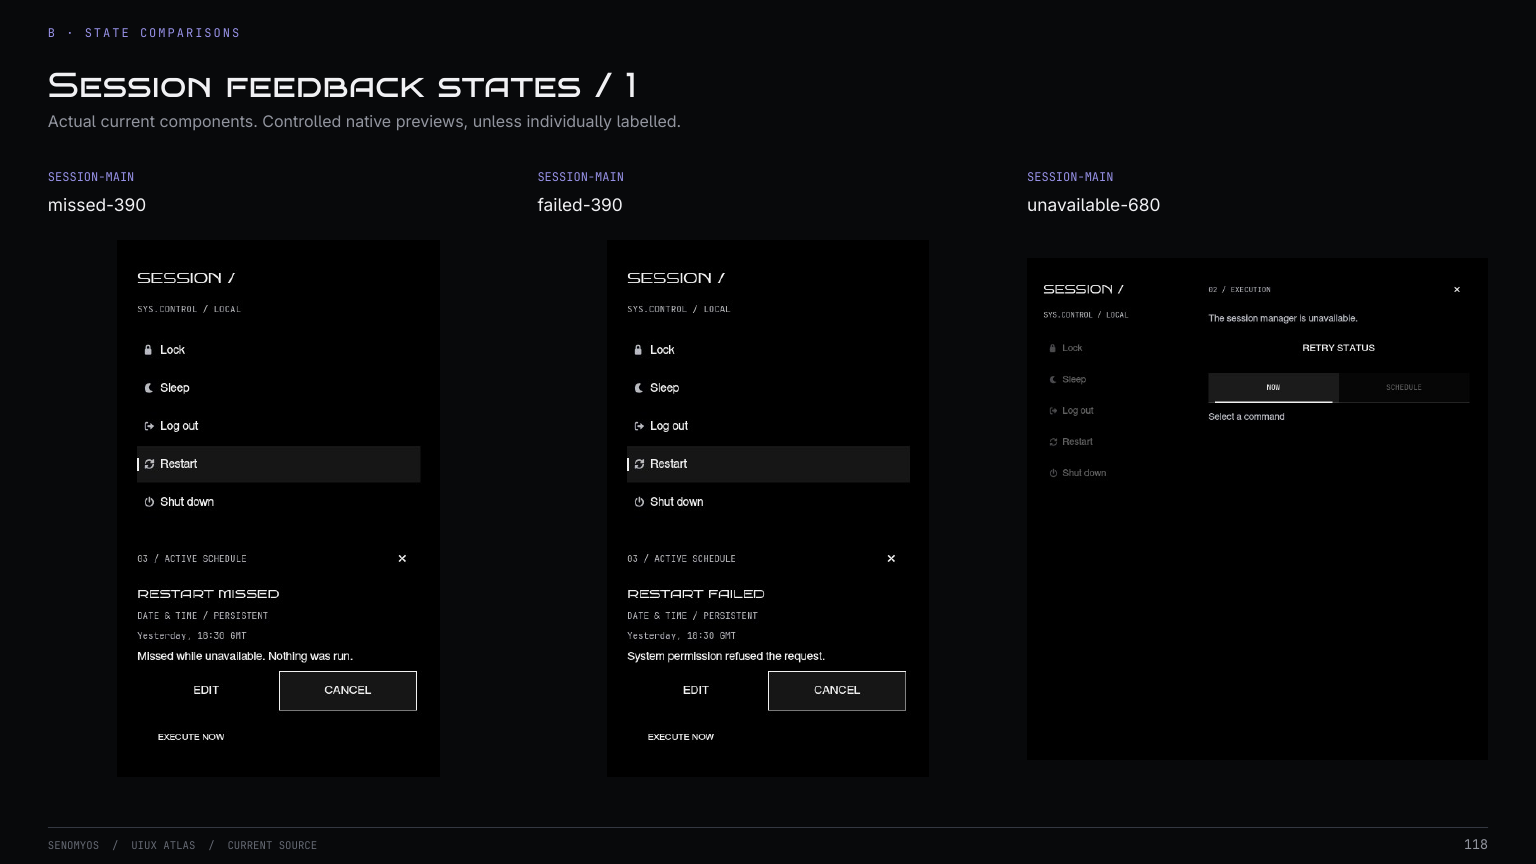 B · STATE COMPARISONS
SESSION FEEDBACK STATES / 1
Actual current components. Controlled native previews, unless individually labelled.
SESSION-MAIN
missed-390
SESSION /
SYS.CONTROL / LOCAL
Lock
Sleep
Log out
Restart
Shut down
03 / ACTIVE SCHEDULE
×
RESTART MISSED
DATE & TIME / PERSISTENT
Yesterday, 18:30 GMT
Missed while unavailable. Nothing was run.
EDIT
CANCEL
EXECUTE NOW
SESSION-MAIN
failed-390
SESSION /
SYS.CONTROL / LOCAL
Lock
Sleep
Log out
Restart
Shut down
03 / ACTIVE SCHEDULE
×
RESTART FAILED
DATE & TIME / PERSISTENT
Yesterday, 18:30 GMT
System permission refused the request.
EDIT
CANCEL
EXECUTE NOW
SESSION-MAIN
unavailable-680
SESSION /
SYS.CONTROL / LOCAL
Lock
Sleep
Log out
Restart
Shut down
02 / EXECUTION
×
The session manager is unavailable.
RETRY STATUS
NOW
SCHEDULE
Select a command
SENOMYOS / UIUX ATLAS / CURRENT SOURCE
118